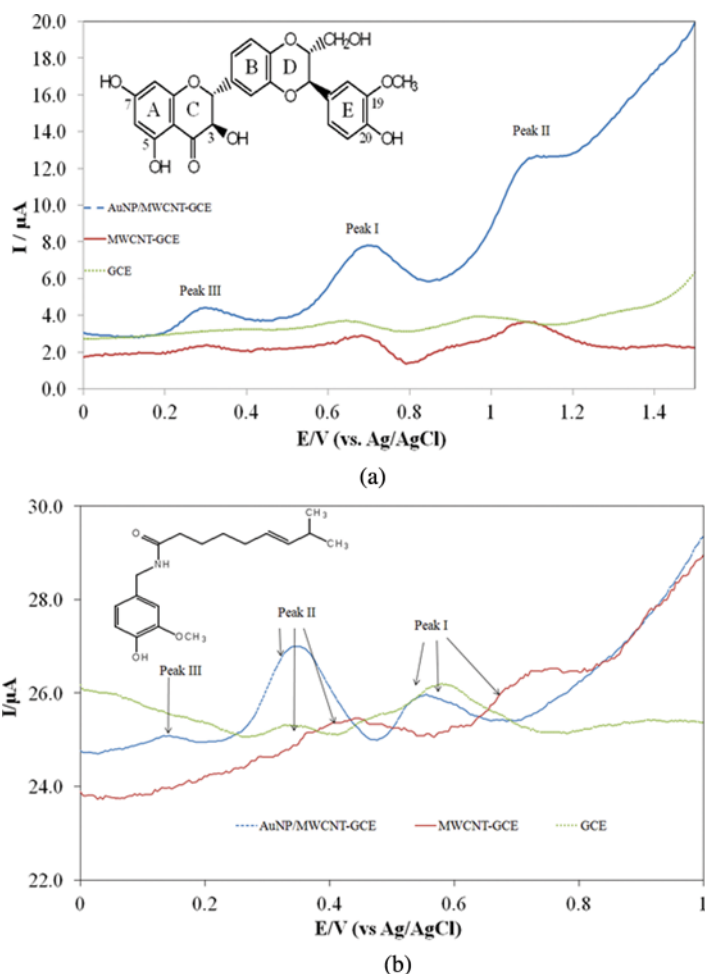 20.0
18.0
16.0
14.0
12.0
10.0
8.0
6.0
4.0
2.0
0.0
I / µA
0
0.2
0.4
0.6
0.8
1
1.2
1.4
E/V (vs. Ag/AgCl)
HO
7
A
5
OH
O
C
3
O
OH
B
O
D
O
CH2OH
E
OCH3
19
20
OH
AuNP/MWCNT-GCE
MWCNT-GCE
GCE
Peak III
Peak I
Peak II
(a)
30.0
28.0
26.0
24.0
22.0
I/µA
O
NH
CH3
CH3
O
CH3
OH
Peak III
Peak II
Peak I
AuNP/MWCNT-GCE
MWCNT-GCE
GCE
0
0.2
0.4
0.6
0.8
1
E/V (vs Ag/AgCl)
(b)